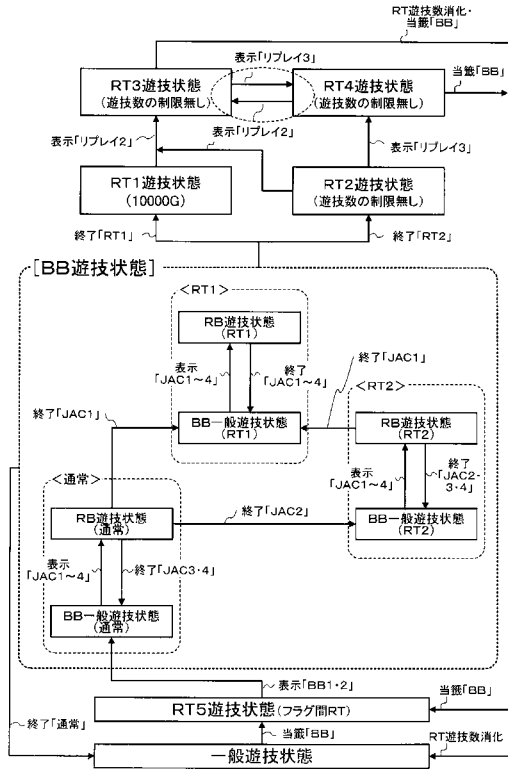 RT遊技数消化・
当籤「BB」
表示「リプレイ3」
RT3遊技状態
(遊技数の制限無し)
RT4遊技状態
(遊技数の制限無し)
当籤「BB」
表示「リプレイ2」
表示「リプレイ2」
表示「リプレイ2」
表示「リプレイ3」
RT1遊技状態
(10000G)
RT2遊技状態
(遊技数の制限無し)
終了「RT1」
終了「RT2」
[BB遊技状態]
<RT1>
RB遊技状態
(RT1)
表示
「JAC1~4」
終了
「JAC1~4」
終了「JAC1」
終了「JAC1」
BB一般遊技状態
(RT1)
<RT2>
RB遊技状態
(RT2)
表示
「JAC1~4」
終了
「JAC2・
3・4」
<通常>
RB遊技状態
(通常)
終了「JAC2」
BB一般遊技状態
(RT2)
表示
「JAC1~4」
終了「JAC3・4」
BB一般遊技状態
(通常)
表示「BB1・2」
当籤「BB」
RT5遊技状態(フラグ間RT)
終了「通常」
当籤「BB」
RT遊技数消化
一般遊技状態